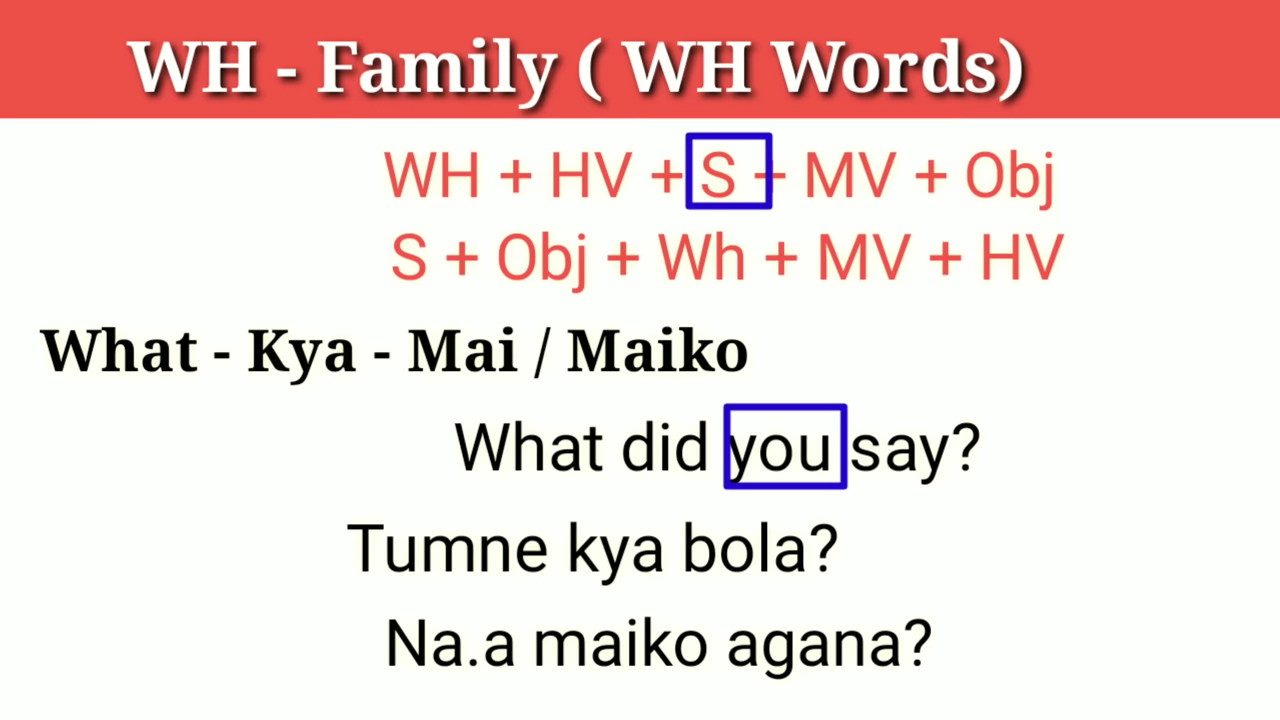 WH - Family ( WH Words)
WH + HV + S + MV + Obj
S + Obj + Wh + MV + HV
What - Kya - Mai / Maiko
What did you say?
Tumne kya bola?
Na.a maiko agana?